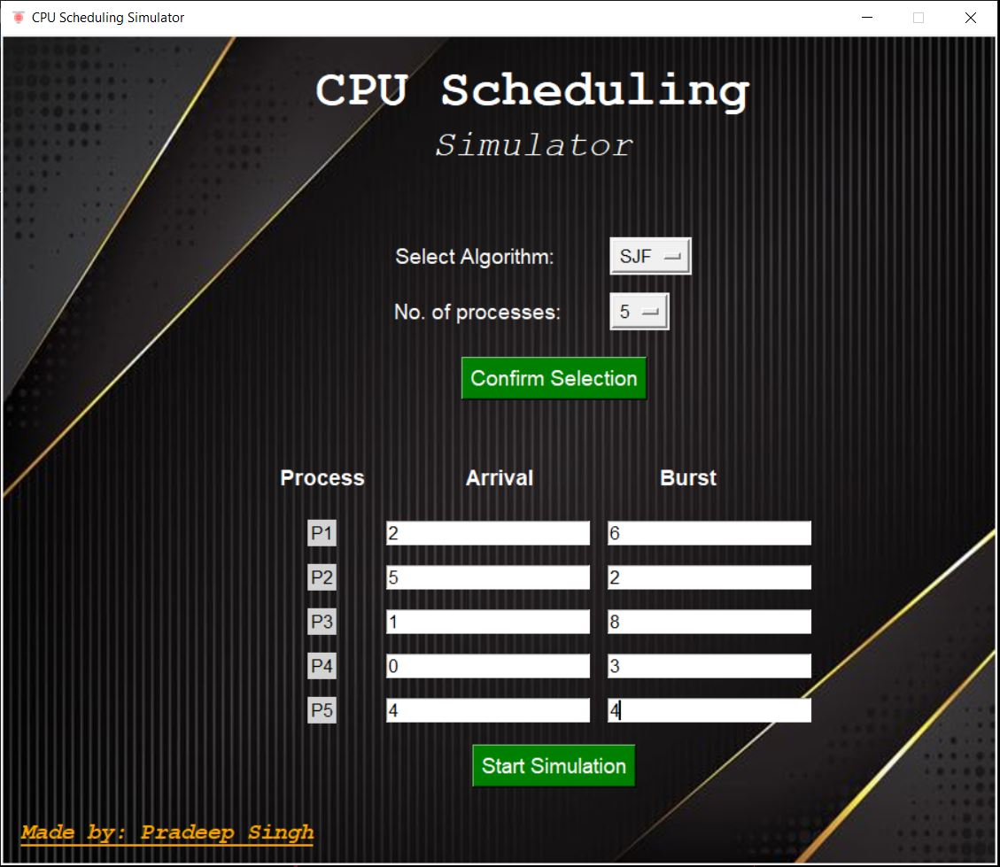 CPU Scheduling Simulator
CPU Scheduling
Simulator
Select Algorithm: SJF
No. of processes: 5
Confirm Selection
Process Arrival Burst
P1 2 6
P2 5 2
P3 1 8
P4 0 3
P5 4 4
Start Simulation
Made by: Pradeep Singh